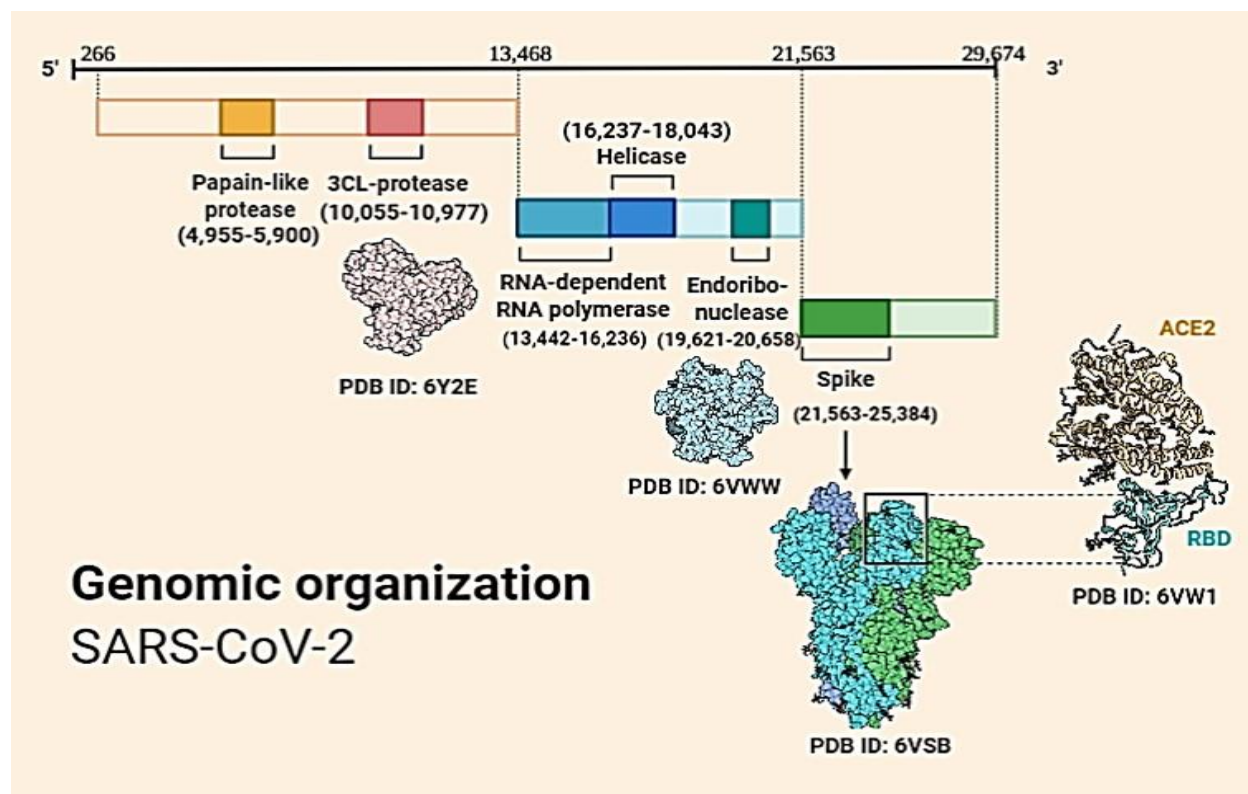 266 13,468 21,563 29,674
5' 3'
(16,237-18,043)
Helicase
Papain-like
protease
(4,955-5,900)
3CL-protease
(10,055-10,977)
RNA-dependent
RNA polymerase
(13,442-16,236)
Endoribo-
nuclease
(19,621-20,658)
ACE2
PDB ID: 6Y2E
Spike
(21,563-25,384)
PDB ID: 6VWW
RBD
PDB ID: 6VW1
Genomic organization
SARS-CoV-2
PDB ID: 6VSB